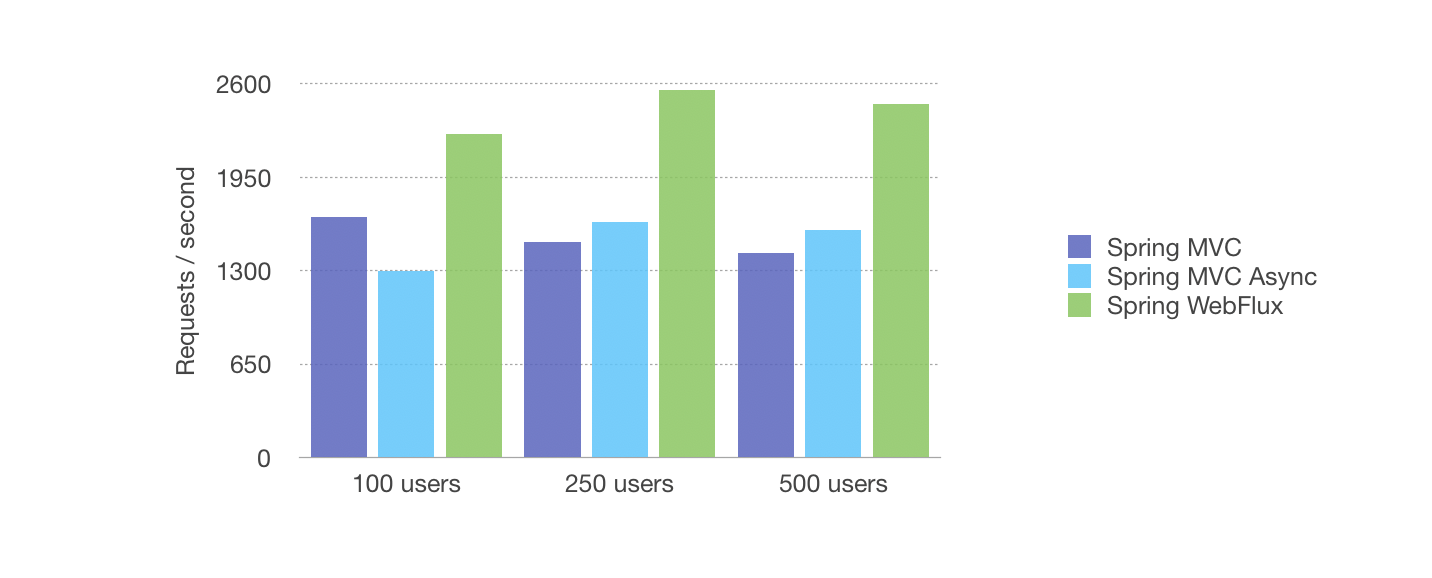 2600
1950
1300
650
0
Requests / second
100 users
250 users
500 users
Spring MVC
Spring MVC Async
Spring WebFlux